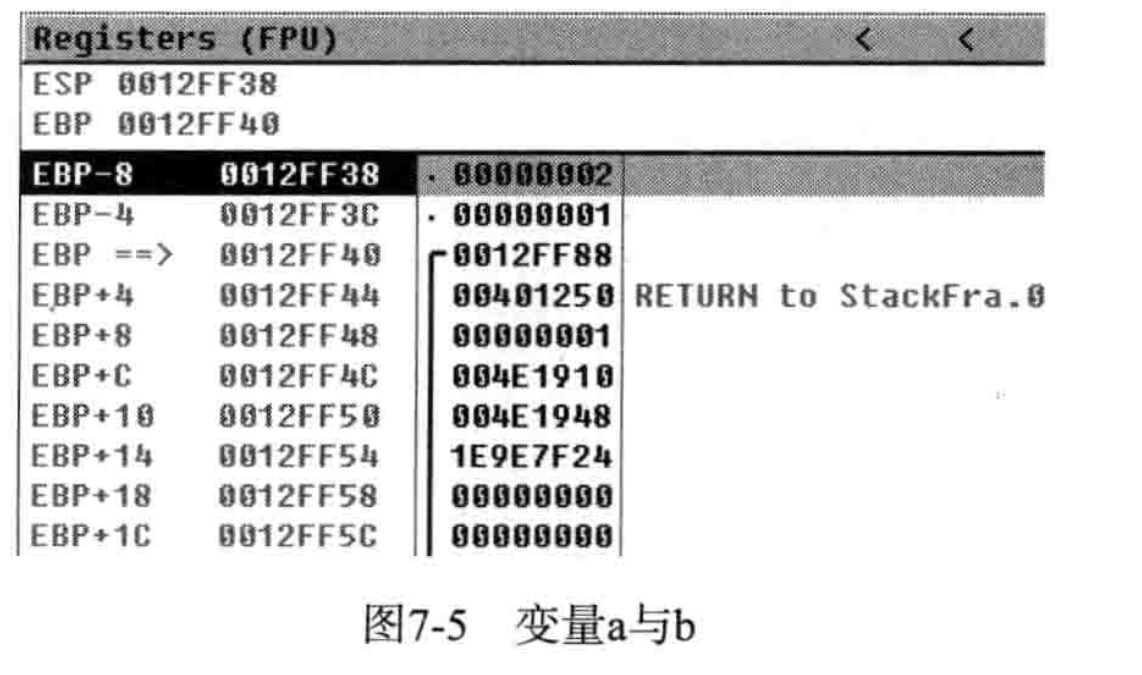 Registers (FPU) < <
ESP 0012FF38
EBP 0012FF40
EBP-8 0012FF38 · 00000002
EBP-4 0012FF3C · 00000001
EBP ==> 0012FF40 0012FF88
EBP+4 0012FF44 00401250 RETURN to StackFra.0
EBP+8 0012FF48 00000001
EBP+C 0012FF4C 004E1910
EBP+10 0012FF50 004E1948
EBP+14 0012FF54 1E9E7F24
EBP+18 0012FF58 00000000
EBP+1C 0012FF5C 00000000
图7-5 变量a与b